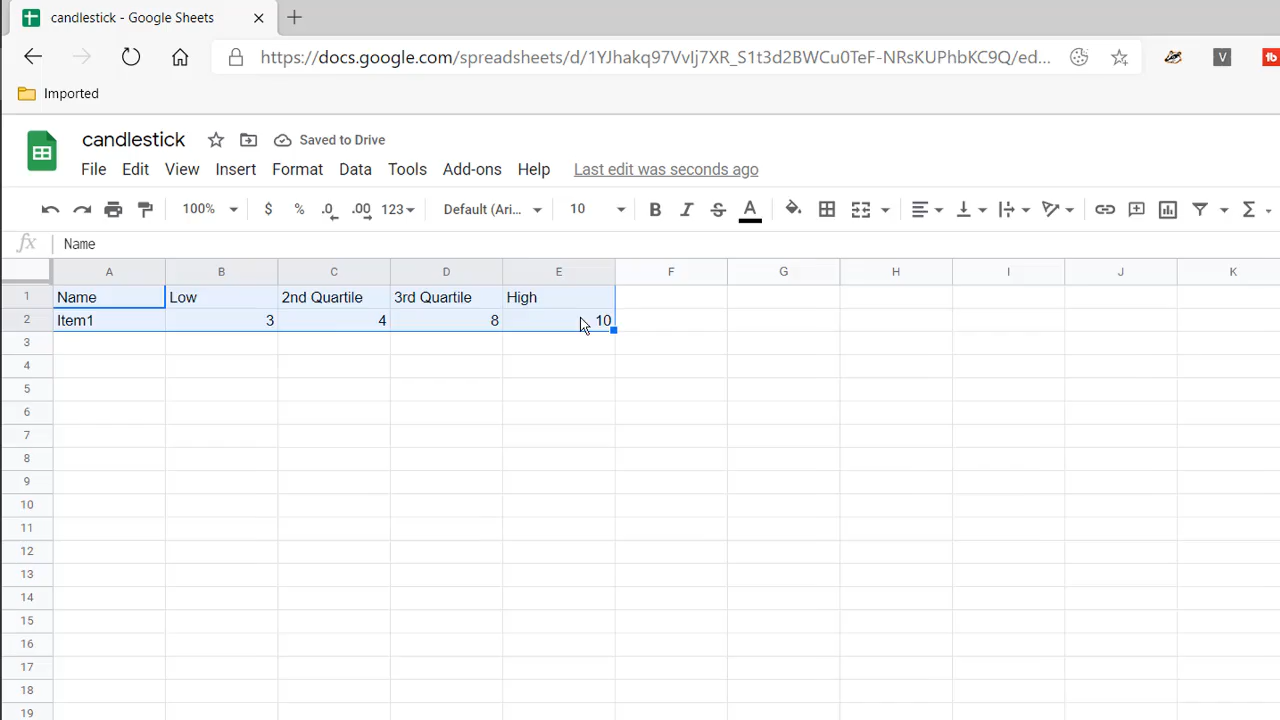 candlestick - Google Sheets
https://docs.google.com/spreadsheets/d/1YJhakq97VvIj7XR_S1t3d2BWCu0TeF-NRsKUPhbKC9Q/ed...
V
tb
Imported
candlestick
Saved to Drive
File Edit View Insert Format Data Tools Add-ons Help Last edit was seconds ago
100% $ % .0 .00 123 Default (Ari... 10 B I S A Σ
fx Name
A B C D E F G H I J K
1 Name Low 2nd Quartile 3rd Quartile High
2 Item1 3 4 8 10
3
4
5
6
7
8
9
10
11
12
13
14
15
16
17
18
19